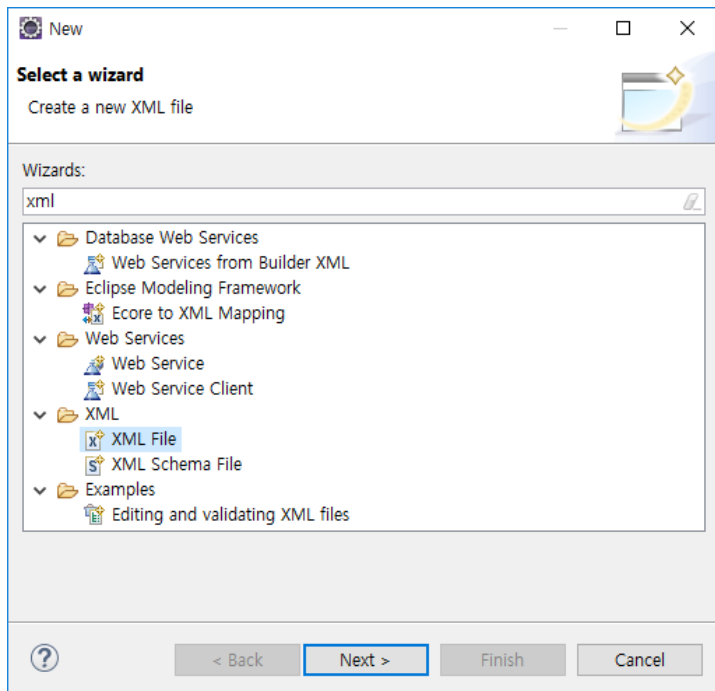 New
Select a wizard
Create a new XML file
Wizards:
xml
Database Web Services
Web Services from Builder XML
Eclipse Modeling Framework
Ecore to XML Mapping
Web Services
Web Service
Web Service Client
XML
XML File
XML Schema File
Examples
Editing and validating XML files
< Back Next > Finish Cancel